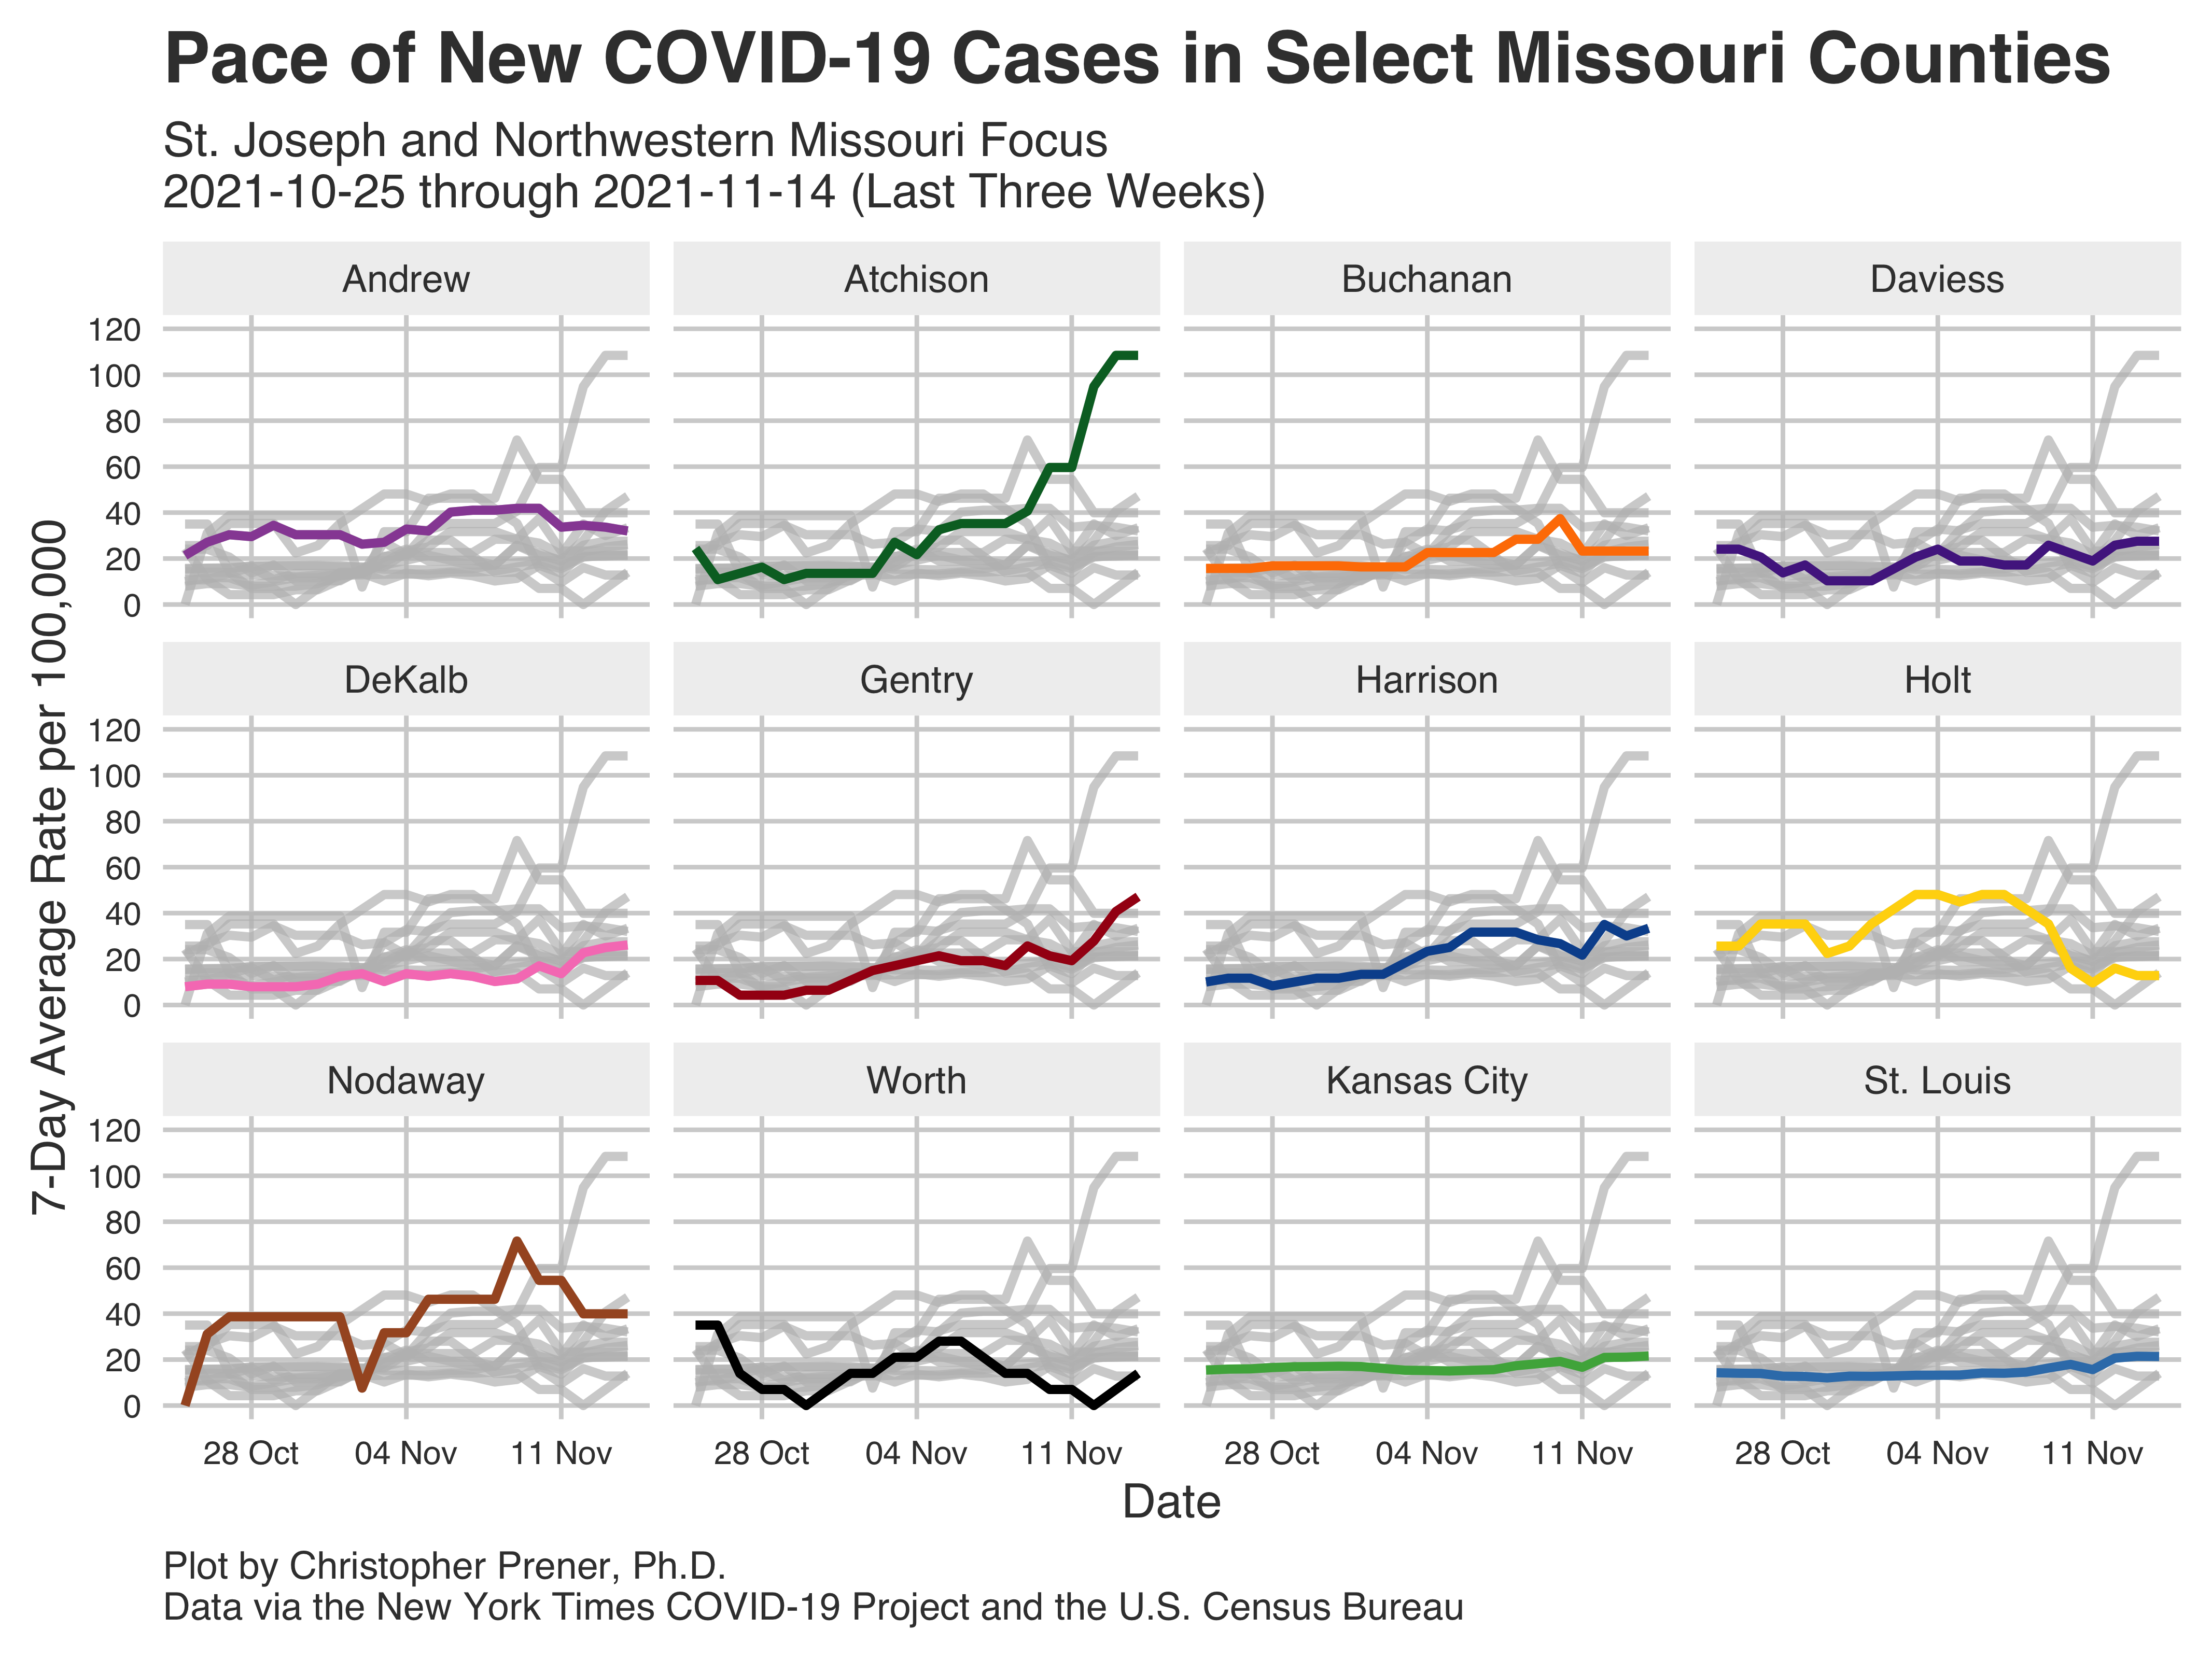 Pace of New COVID-19 Cases in Select Missouri Counties
St. Joseph and Northwestern Missouri Focus
2021-10-25 through 2021-11-14 (Last Three Weeks)
7-Day Average Rate per 100,000
Andrew
Atchison
Buchanan
Daviess
120
100
80
60
40
20
0
DeKalb
Gentry
Harrison
Holt
120
100
80
60
40
20
0
Nodaway
Worth
Kansas City
St. Louis
120
100
80
60
40
20
0
28 Oct 04 Nov 11 Nov
28 Oct 04 Nov 11 Nov
28 Oct 04 Nov 11 Nov
28 Oct 04 Nov 11 Nov
Date
Plot by Christopher Prener, Ph.D.
Data via the New York Times COVID-19 Project and the U.S. Census Bureau